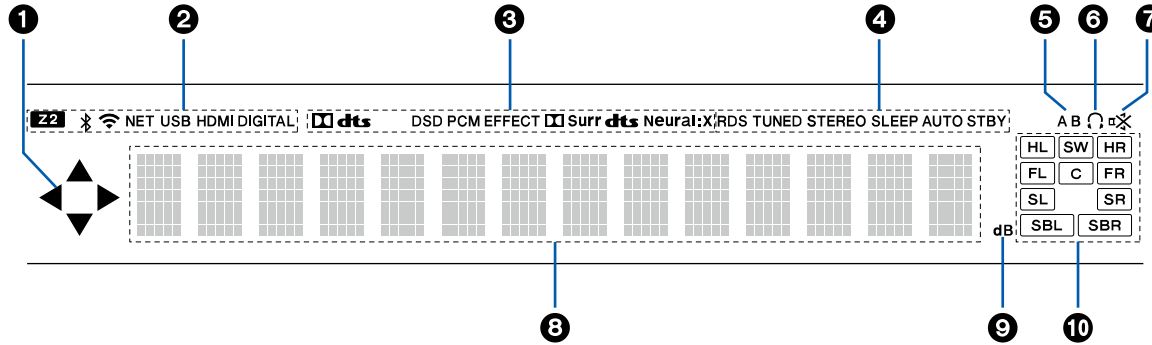 1 2 3 4 5 6 7
Z2 NET USB HDMI DIGITAL dts DSD PCM EFFECT Surr dts Neural:X RDS TUNED STEREO SLEEP AUTO STBY A B
HL SW HR
FL C FR
SL SR
dB SBL SBR
8 9 10